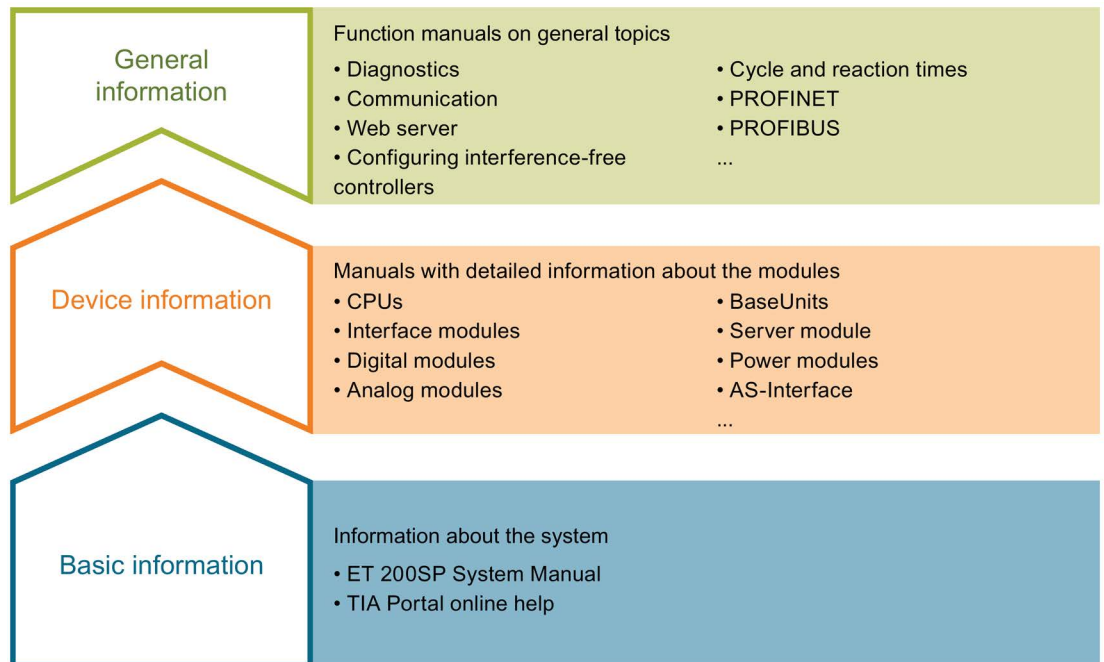 General
information
Function manuals on general topics
• Diagnostics
• Communication
• Web server
• Configuring interference-free
controllers
• Cycle and reaction times
• PROFINET
• PROFIBUS
...
Device information
Manuals with detailed information about the modules
• CPUs
• Interface modules
• Digital modules
• Analog modules
• BaseUnits
• Server module
• Power modules
• AS-Interface
...
Basic information
Information about the system
• ET 200SP System Manual
• TIA Portal online help